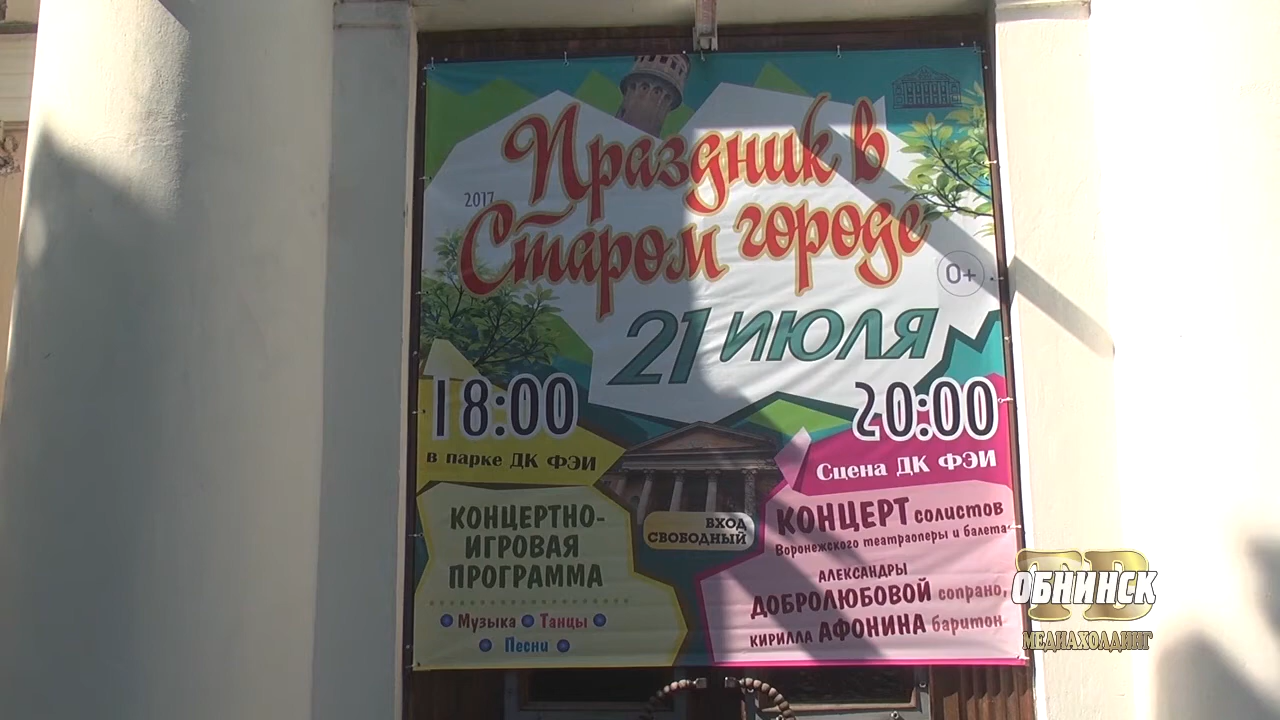 2017
Праздник в
Старом городе
0+
21 июля
18:00
в парке ДК ФЭИ
КОНЦЕРТНО-
ИГРОВАЯ
ПРОГРАММА
Музыка Танцы
Песни
ВХОД
СВОБОДНЫЙ
20:00
Сцена ДК ФЭИ
КОНЦЕРТ солистов
Воронежского театраоперы и балета
АЛЕКСАНДРЫ
ДОБРОЛЮБОВОЙ сопрано,
КИРИЛЛА АФОНИНА баритон
ОБНИНСК
ТВ
МЕДИАХОЛДИНГ